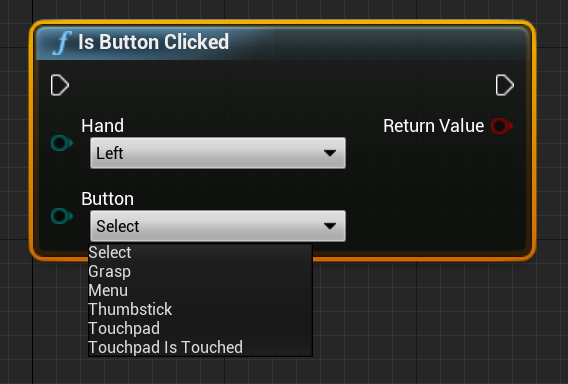 f Is Button Clicked
Hand
Left
Return Value
Button
Select
Select
Grasp
Menu
Thumbstick
Touchpad
Touchpad Is Touched